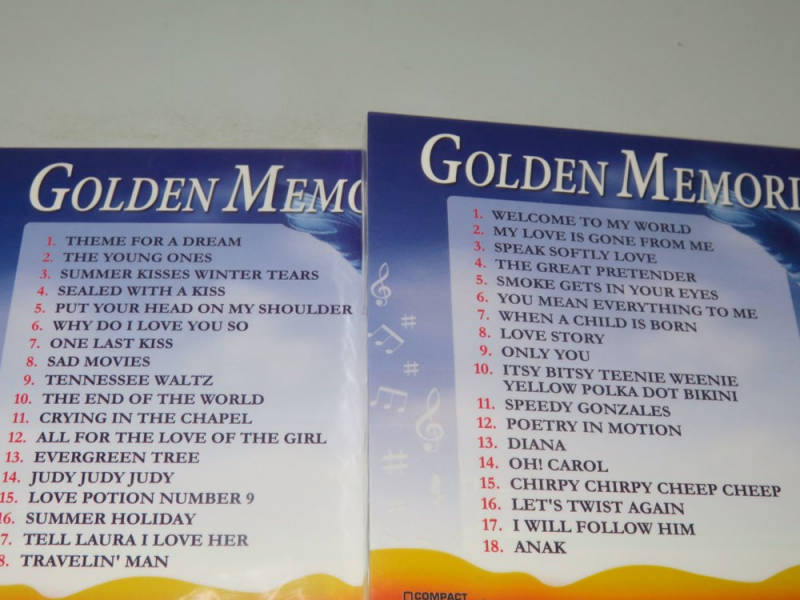 GOLDEN MEMO
1. THEME FOR A DREAM
2. THE YOUNG ONES
3. SUMMER KISSES WINTER TEARS
4. SEALED WITH A KISS
5. PUT YOUR HEAD ON MY SHOULDER
6. WHY DO I LOVE YOU SO
7. ONE LAST KISS
8. SAD MOVIES
9. TENNESSEE WALTZ
10. THE END OF THE WORLD
11. CRYING IN THE CHAPEL
12. ALL FOR THE LOVE OF THE GIRL
13. EVERGREEN TREE
14. JUDY JUDY JUDY
15. LOVE POTION NUMBER 9
16. SUMMER HOLIDAY
7. TELL LAURA I LOVE HER
8. TRAVELIN' MAN
GOLDEN MEMORI
1. WELCOME TO MY WORLD
2. MY LOVE IS GONE FROM ME
3. SPEAK SOFTLY LOVE
4. THE GREAT PRETENDER
5. SMOKE GETS IN YOUR EYES
6. YOU MEAN EVERYTHING TO ME
7. WHEN A CHILD IS BORN
8. LOVE STORY
9. ONLY YOU
10. ITSY BITSY TEENIE WEENIE
YELLOW POLKA DOT BIKINI
11. SPEEDY GONZALES
12. POETRY IN MOTION
13. DIANA
14. OH! CAROL
15. CHIRPY CHIRPY CHEEP CHEEP
16. LET'S TWIST AGAIN
17. I WILL FOLLOW HIM
18. ANAK
COMPACT